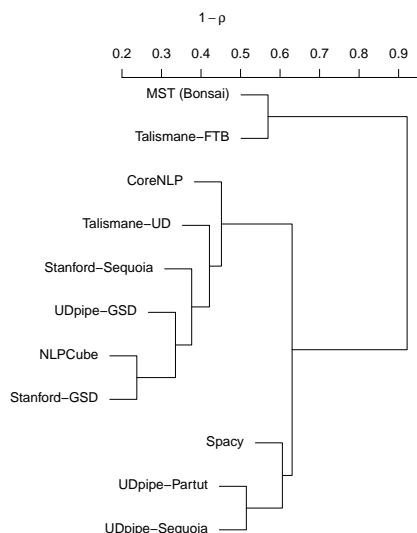 1−ρ
0.2 0.3 0.4 0.5 0.6 0.7 0.8 0.9
MST (Bonsai)
Talismane−FTB
CoreNLP
Talismane−UD
Stanford−Sequoia
UDpipe−GSD
NLPCube
Stanford−GSD
Spacy
UDpipe−Partut
UDpipe−Sequoia